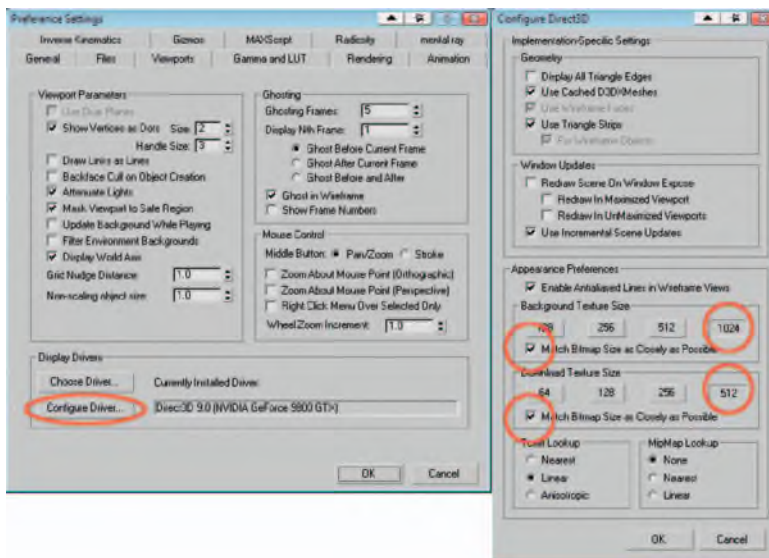 Preference Settings
Inverse Kinematics Gizmos MAXScript Radiosity mental ray
General Files Viewports Gamma and LUT Rendering Animation
Viewport Parameters
Use Dual Planes
Show Vertices as Dots Size: 2
Handle Size: 3
Draw Links as Lines
Backface Cull on Object Creation
Attenuate Lights
Mask Viewport to Safe Region
Update Background While Playing
Filter Environment Backgrounds
Display World Axis
Grid Nudge Distance: 1.0
Non-scaling object size: 1.0
Ghosting
Ghosting Frames: 5
Display Nth Frame: 1
Ghost Before Current Frame
Ghost After Current Frame
Ghost Before and After
Ghost in Wireframe
Show Frame Numbers
Mouse Control
Middle Button: Pan/Zoom Stroke
Zoom About Mouse Point (Orthographic)
Zoom About Mouse Point (Perspective)
Right Click Menu Over Selected Only
Wheel Zoom Increment: 1.0
Display Drivers
Choose Driver... Currently Installed Driver:
Configure Driver... Direct3D 9.0 (NVIDIA GeForce 9800 GTX+)
OK Cancel
Configure Direct3D
Implementation-Specific Settings
Geometry
Display All Triangle Edges
Use Cached D3DXMeshes
Use Wireframe Faces
Use Triangle Strips
For Wireframe Objects
Window Updates
Redraw Scene On Window Expose
Redraw In Maximized Viewport
Redraw In UnMaximized Viewports
Use Incremental Scene Updates
Appearance Preferences
Enable Antialiased Lines in Wireframe Views
Background Texture Size
128 256 512 1024
Match Bitmap Size as Closely as Possible
Download Texture Size
64 128 256 512
Match Bitmap Size as Closely as Possible
Texel Lookup
Nearest
Linear
Anisotropic
MipMap Lookup
None
Nearest
Linear
OK Cancel